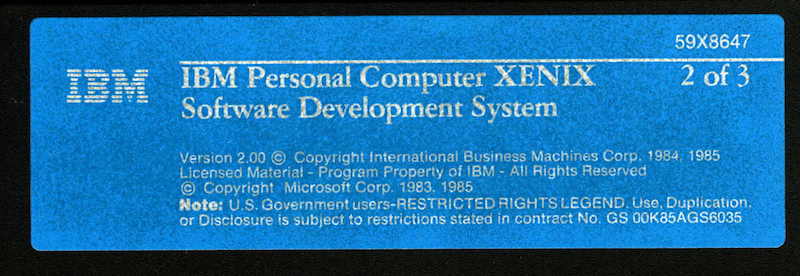 59X8647
IBM
IBM Personal Computer XENIX 2 of 3
Software Development System
Version 2.00 © Copyright International Business Machines Corp. 1984, 1985
Licensed Material - Program Property of IBM - All Rights Reserved
© Copyright Microsoft Corp. 1983, 1985
Note: U.S. Government users-RESTRICTED RIGHTS LEGEND. Use, Duplication,
or Disclosure is subject to restrictions stated in contract No. GS 00K85AGS6035